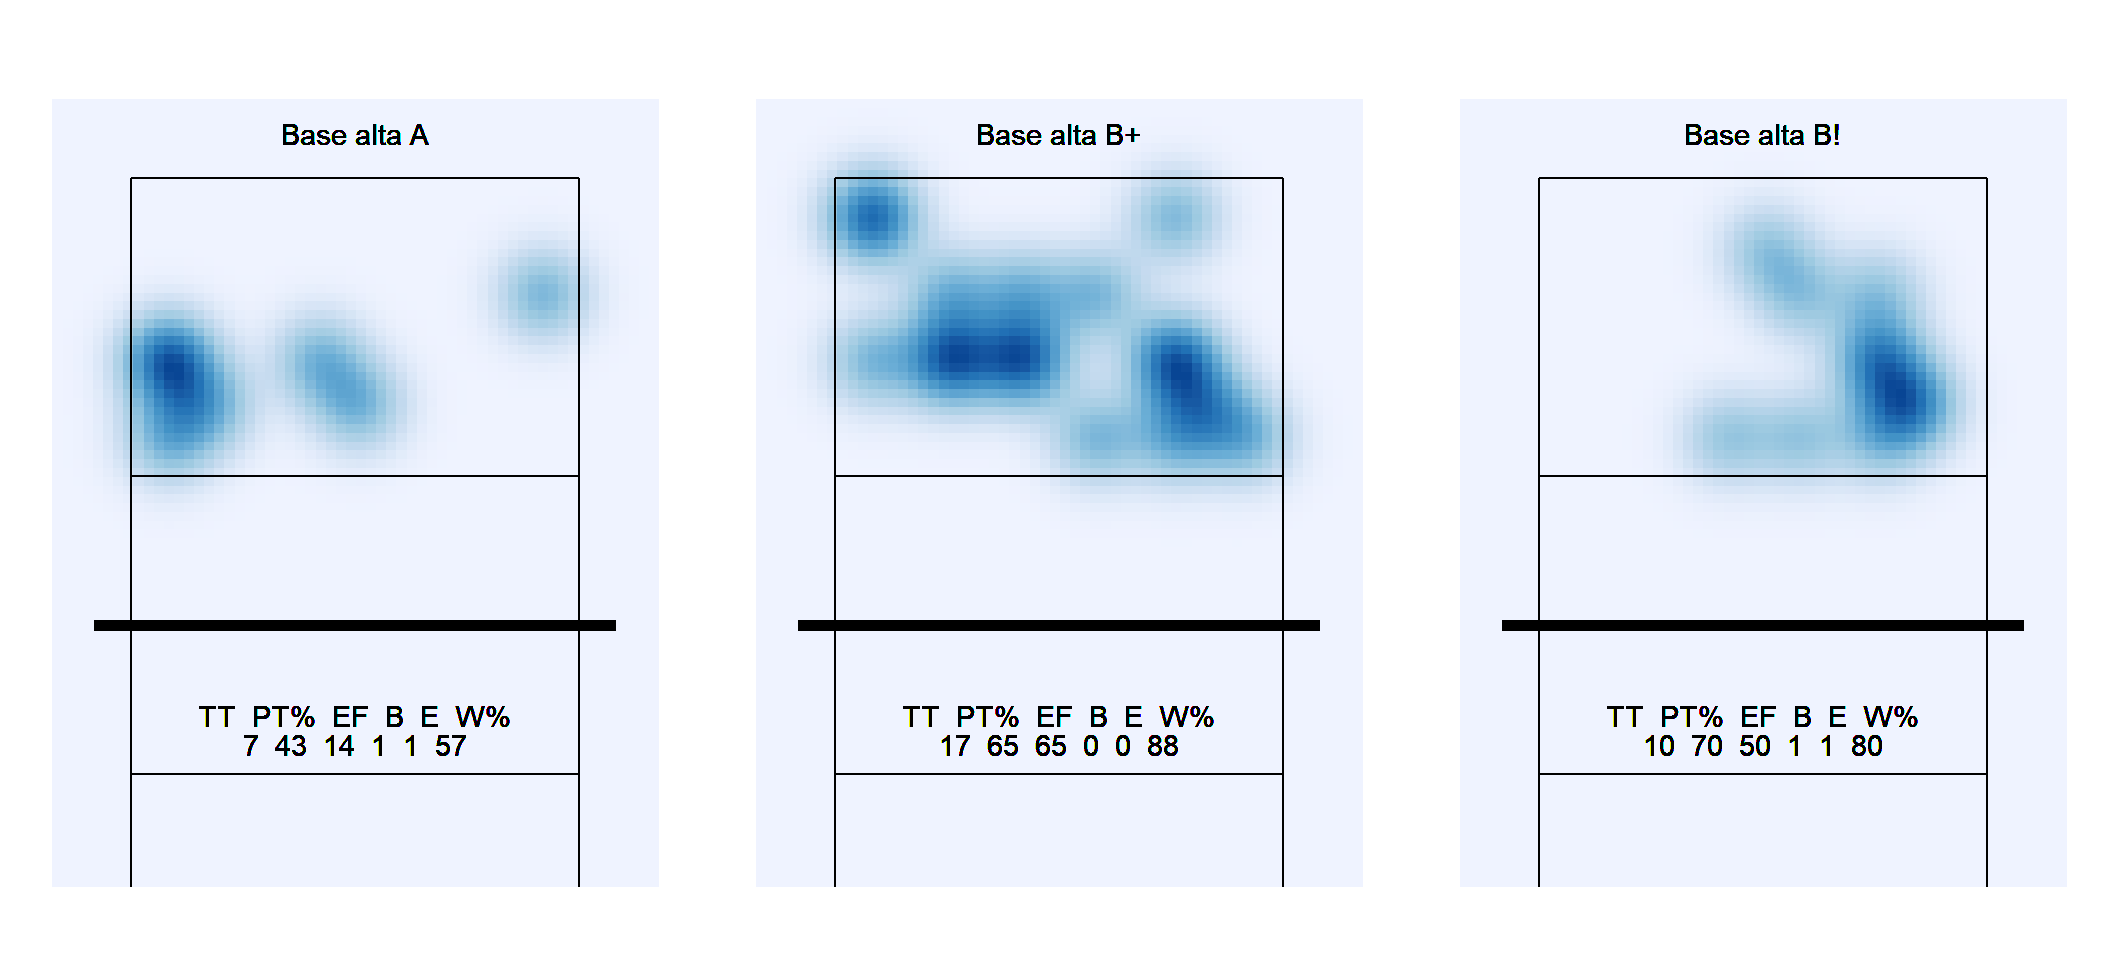 Base alta A
TT PT% EF B E W%
7 43 14 1 1 57
Base alta B+
TT PT% EF B E W%
17 65 65 0 0 88
Base alta B!
TT PT% EF B E W%
10 70 50 1 1 80